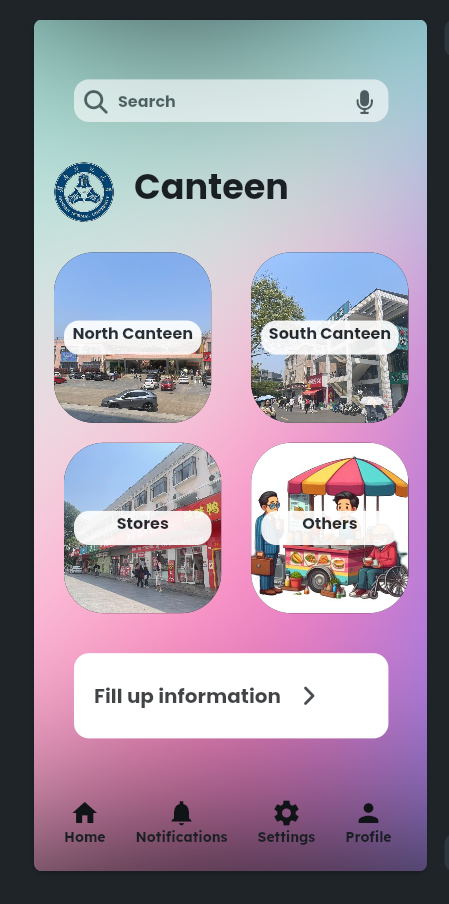 Search
Canteen
North Canteen
South Canteen
Stores
Others
Fill up information
Home
Notifications
Settings
Profile